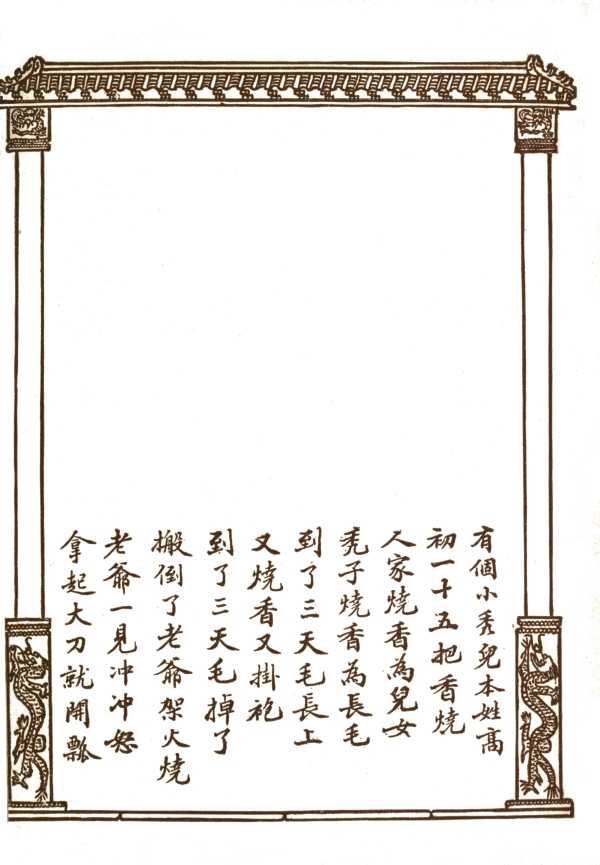 有個小秃兒本姓高
初一十五把香燒
人家燒香為兒女
秃子燒香為長毛
到了三天毛長上
又燒香又掛袍
到了三天毛掉了
搬倒了老爺架火燒
老爺一見冲冲怒
拿起大刀就開瓢